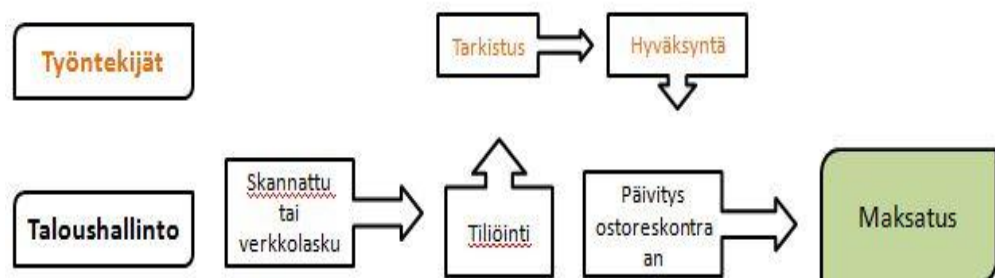 Työntekijät
Tarkistus
Hyväksyntä
Taloushallinto
Skannattu
tai
verkkolasku
Tiliöinti
Päivitys
ostoreskontra
an
Maksatus